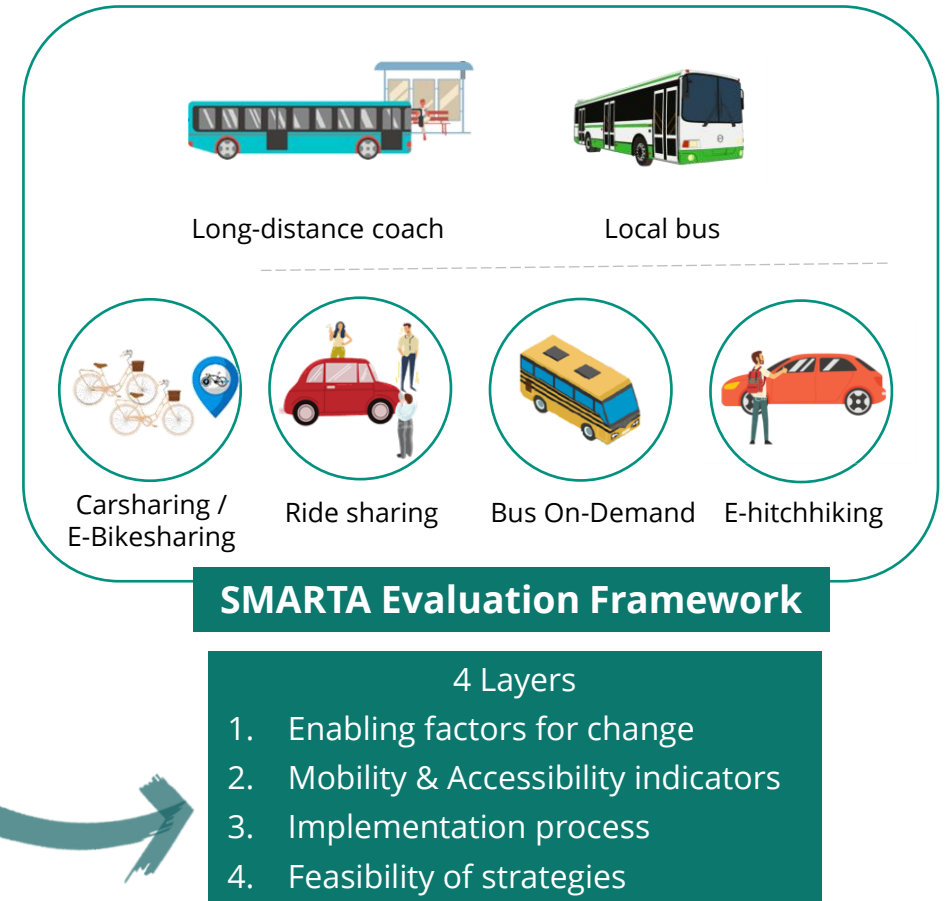 Long-distance coach
Local bus
Carsharing /
E-Bikesharing
Ride sharing
Bus On-Demand
E-hitchhiking
SMARTA Evaluation Framework
4 Layers
1. Enabling factors for change
2. Mobility & Accessibility indicators
3. Implementation process
4. Feasibility of strategies